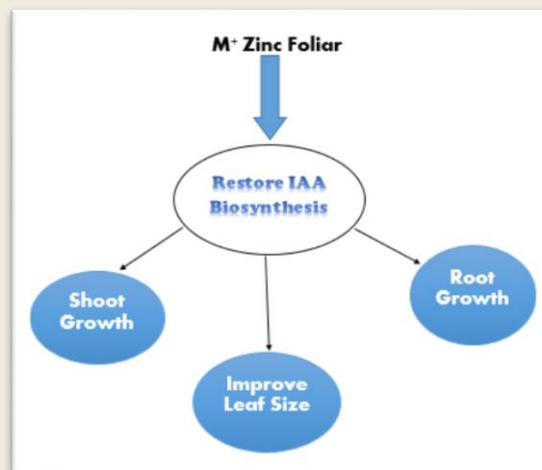 M⁺ Zinc Foliar
Restore IAA
Biosynthesis
Shoot
Growth
Root
Growth
Improve
Leaf Size